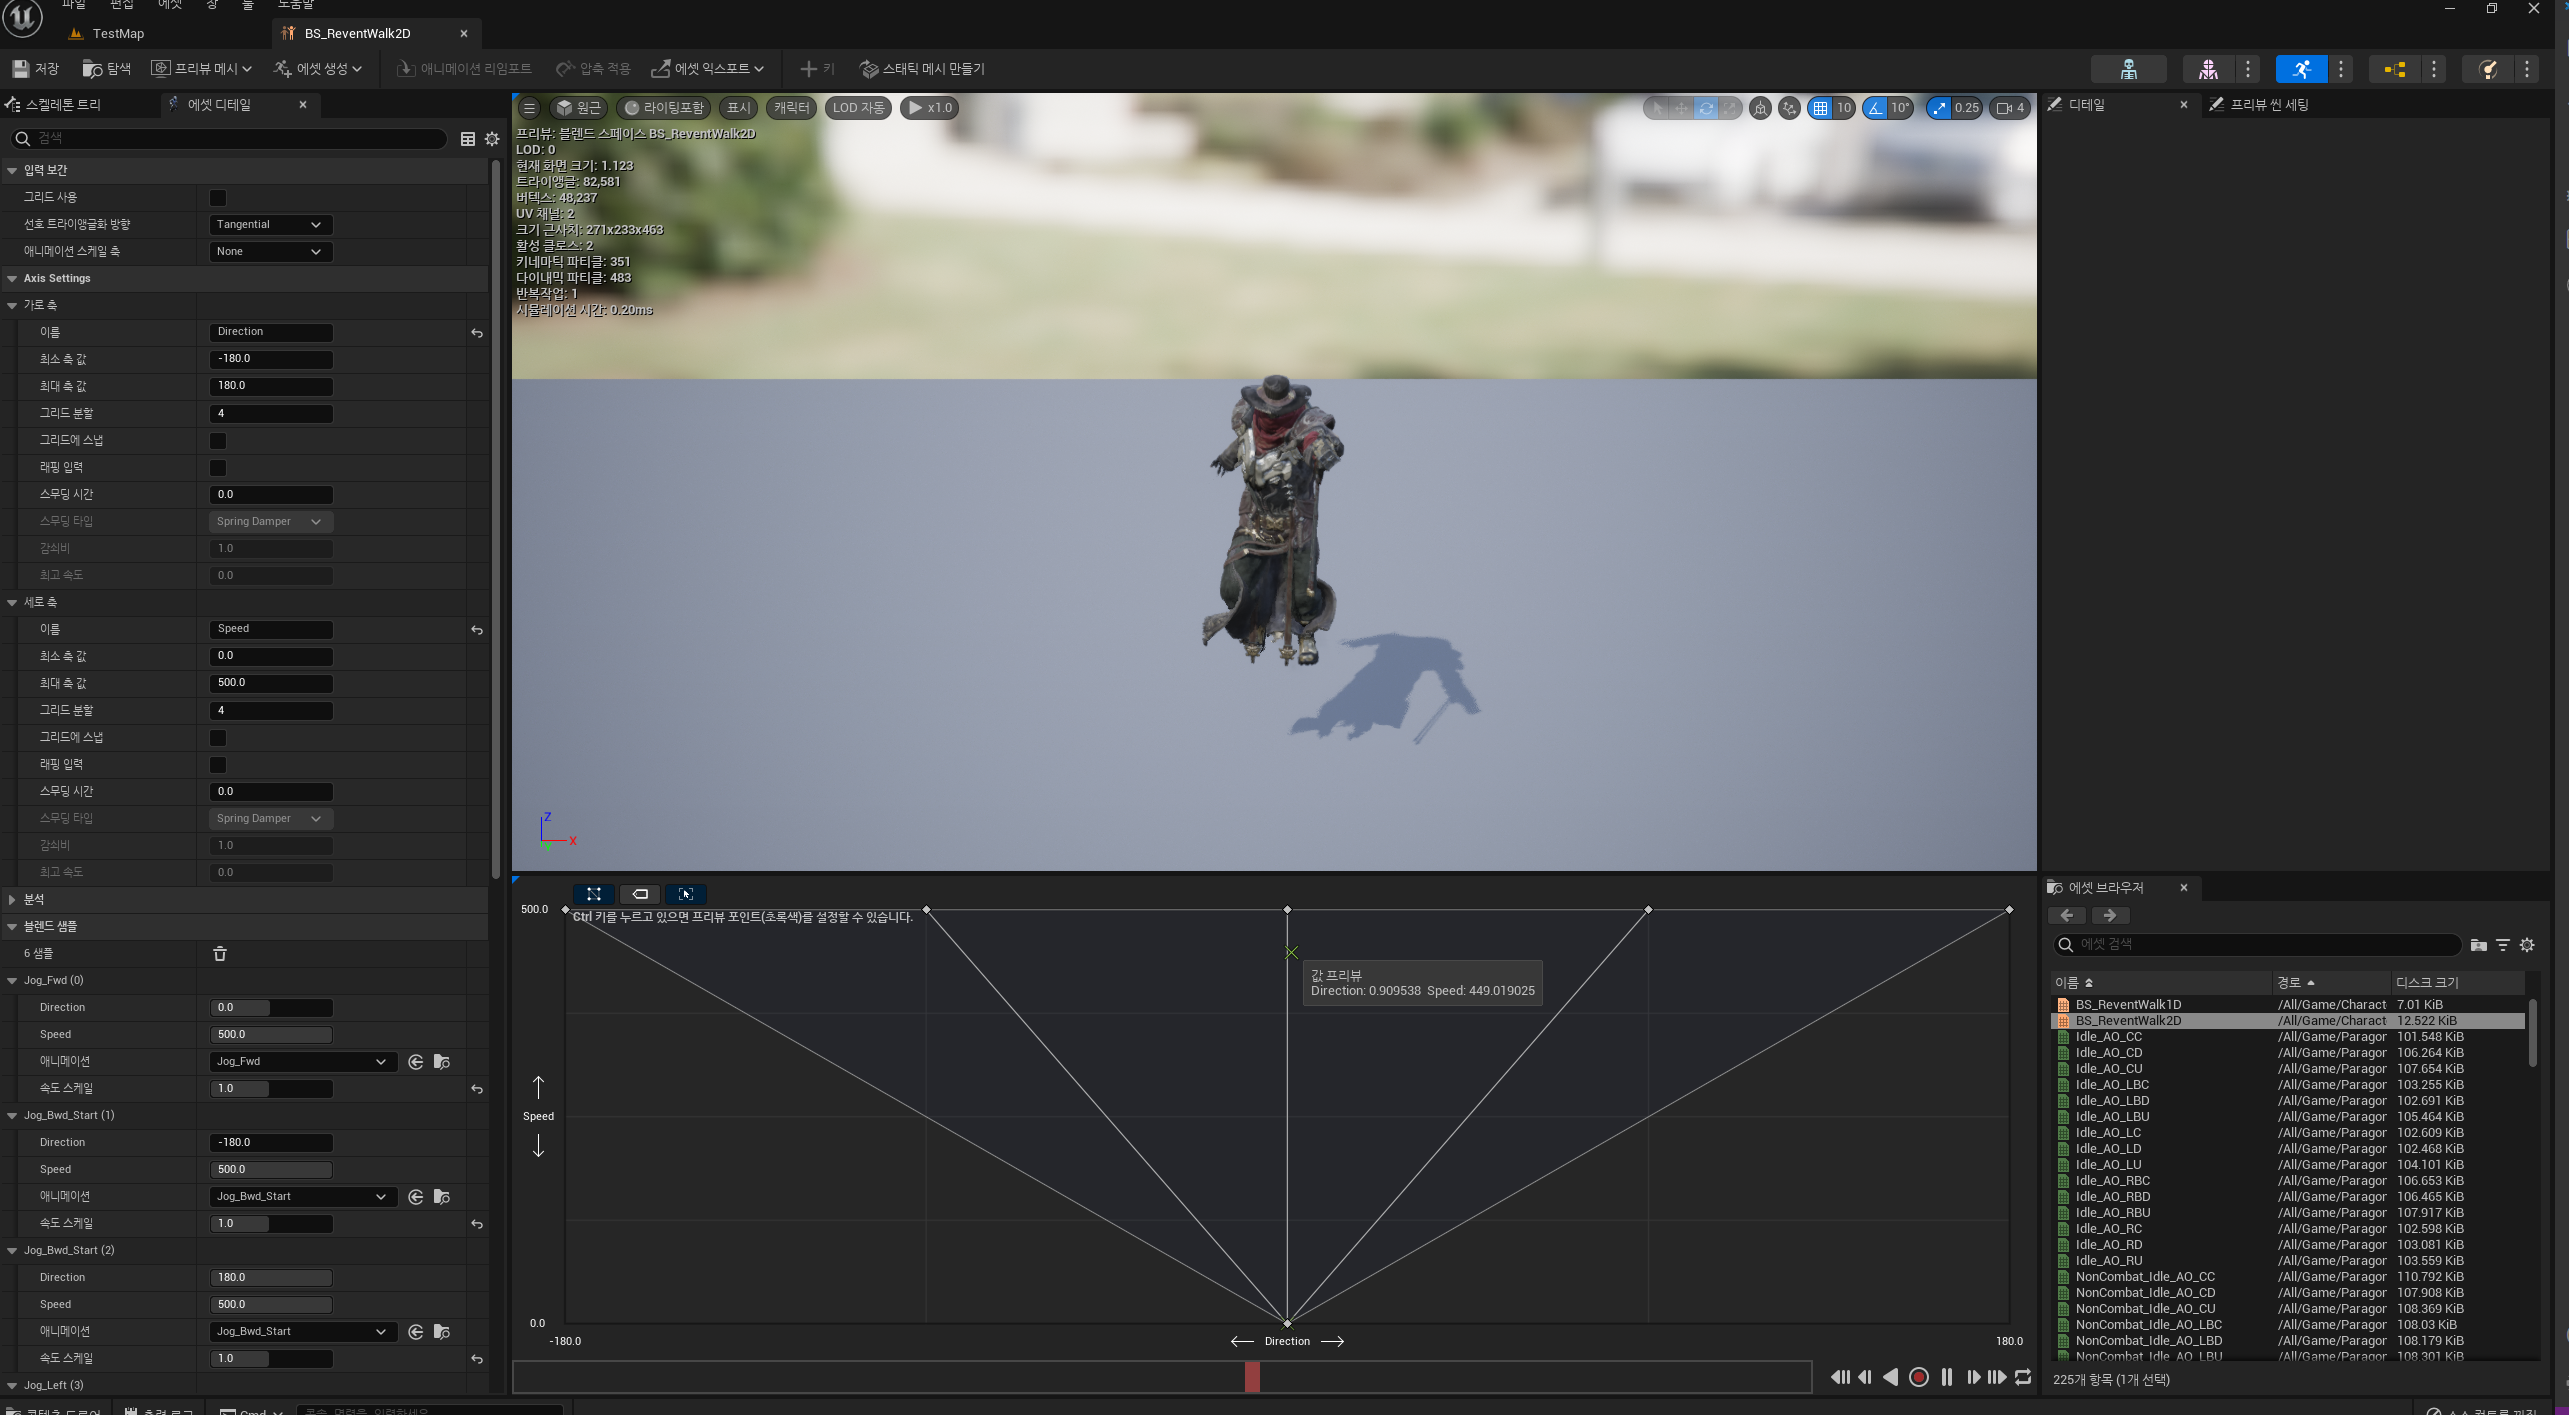 파일 편집 에셋 창 툴 도움말
TestMap
BS_ReventWalk2D
저장 탐색 프리뷰 메시 에셋 생성 애니메이션 리임포트 압축 적용 에셋 익스포트 키 스태틱 메시 만들기
스켈레톤 트리
에셋 디테일
검색
입력 보간
그리드 사용
선호 트라이앵글화 방향 Tangential
애니메이션 스케일 축 None
Axis Settings
가로 축
이름 Direction
최소 축 값 -180.0
최대 축 값 180.0
그리드 분할 4
그리드에 스냅
래핑 입력
스무딩 시간 0.0
스무딩 타입 Spring Damper
감쇠비 1.0
최고 속도 0.0
세로 축
이름 Speed
최소 축 값 0.0
최대 축 값 500.0
그리드 분할 4
그리드에 스냅
래핑 입력
스무딩 시간 0.0
스무딩 타입 Spring Damper
감쇠비 1.0
최고 속도 0.0
분석
블렌드 샘플
6 샘플
Jog_Fwd (0)
Direction 0.0
Speed 500.0
애니메이션 Jog_Fwd
속도 스케일 1.0
Jog_Bwd_Start (1)
Direction -180.0
Speed 500.0
애니메이션 Jog_Bwd_Start
속도 스케일 1.0
Jog_Bwd_Start (2)
Direction 180.0
Speed 500.0
애니메이션 Jog_Bwd_Start
속도 스케일 1.0
Jog_Left (3)
원근 라이팅포함 표시 캐릭터 LOD 자동 x1.0
10 10° 0.25 4
프리뷰: 블렌드 스페이스 BS_ReventWalk2D
LOD: 0
현재 화면 크기: 1.123
트라이앵글: 82,581
버텍스: 48,237
UV 채널: 2
크기 근사치: 271x233x463
활성 클로스: 2
키네마틱 파티클: 351
다이내믹 파티클: 483
반복작업: 1
시뮬레이션 시간: 0.20ms
Z
X
Y
500.0
Ctrl 키를 누르고 있으면 프리뷰 포인트(초록색)를 설정할 수 있습니다.
값 프리뷰
Direction: 0.909538 Speed: 449.019025
Speed
0.0
-180.0
Direction
180.0
디테일
프리뷰 씬 세팅
에셋 브라우저
에셋 검색
이름 경로 디스크 크기
BS_ReventWalk1D /All/Game/Charact 7.01 KiB
BS_ReventWalk2D /All/Game/Charact 12.522 KiB
Idle_AO_CC /All/Game/Paragor 101.548 KiB
Idle_AO_CD /All/Game/Paragor 106.264 KiB
Idle_AO_CU /All/Game/Paragor 107.654 KiB
Idle_AO_LBC /All/Game/Paragor 103.255 KiB
Idle_AO_LBD /All/Game/Paragor 102.691 KiB
Idle_AO_LBU /All/Game/Paragor 105.464 KiB
Idle_AO_LC /All/Game/Paragor 102.609 KiB
Idle_AO_LD /All/Game/Paragor 102.468 KiB
Idle_AO_LU /All/Game/Paragor 104.101 KiB
Idle_AO_RBC /All/Game/Paragor 106.653 KiB
Idle_AO_RBD /All/Game/Paragor 106.465 KiB
Idle_AO_RBU /All/Game/Paragor 107.917 KiB
Idle_AO_RC /All/Game/Paragor 102.598 KiB
Idle_AO_RD /All/Game/Paragor 103.081 KiB
Idle_AO_RU /All/Game/Paragor 103.559 KiB
NonCombat_Idle_AO_CC /All/Game/Paragor 110.792 KiB
NonCombat_Idle_AO_CD /All/Game/Paragor 107.908 KiB
NonCombat_Idle_AO_CU /All/Game/Paragor 108.369 KiB
NonCombat_Idle_AO_LBC /All/Game/Paragor 108.03 KiB
NonCombat_Idle_AO_LBD /All/Game/Paragor 108.179 KiB
NonCombat_Idle_AO_LBU /All/Game/Paragor 108.301 KiB
225개 항목 (1개 선택)
콘텐츠 드로어 출력 로그 Cmd